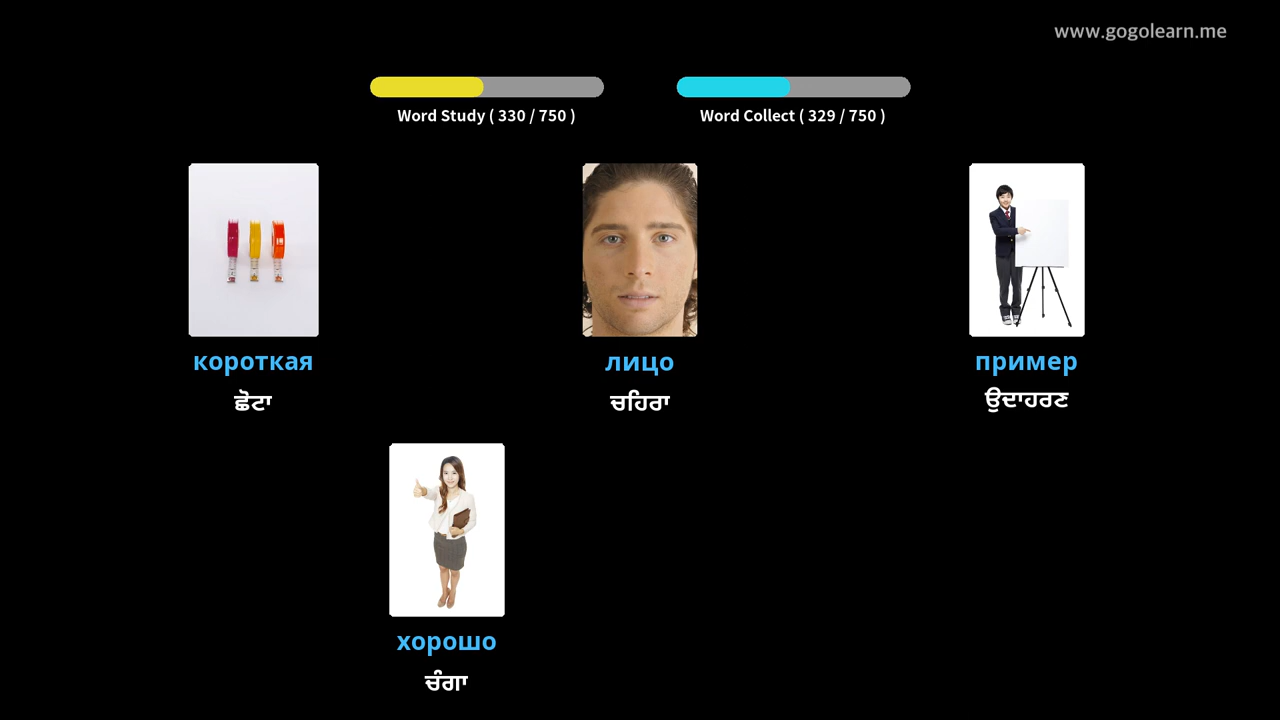 www.gogolearn.me
Word Study ( 330 / 750 )
Word Collect ( 329 / 750 )
короткая
лицо
пример
ਛੋਟਾ
ਚਹਿਰਾ
ਉਦਾਹਰਣ
хорошо
ਚੰਗਾ